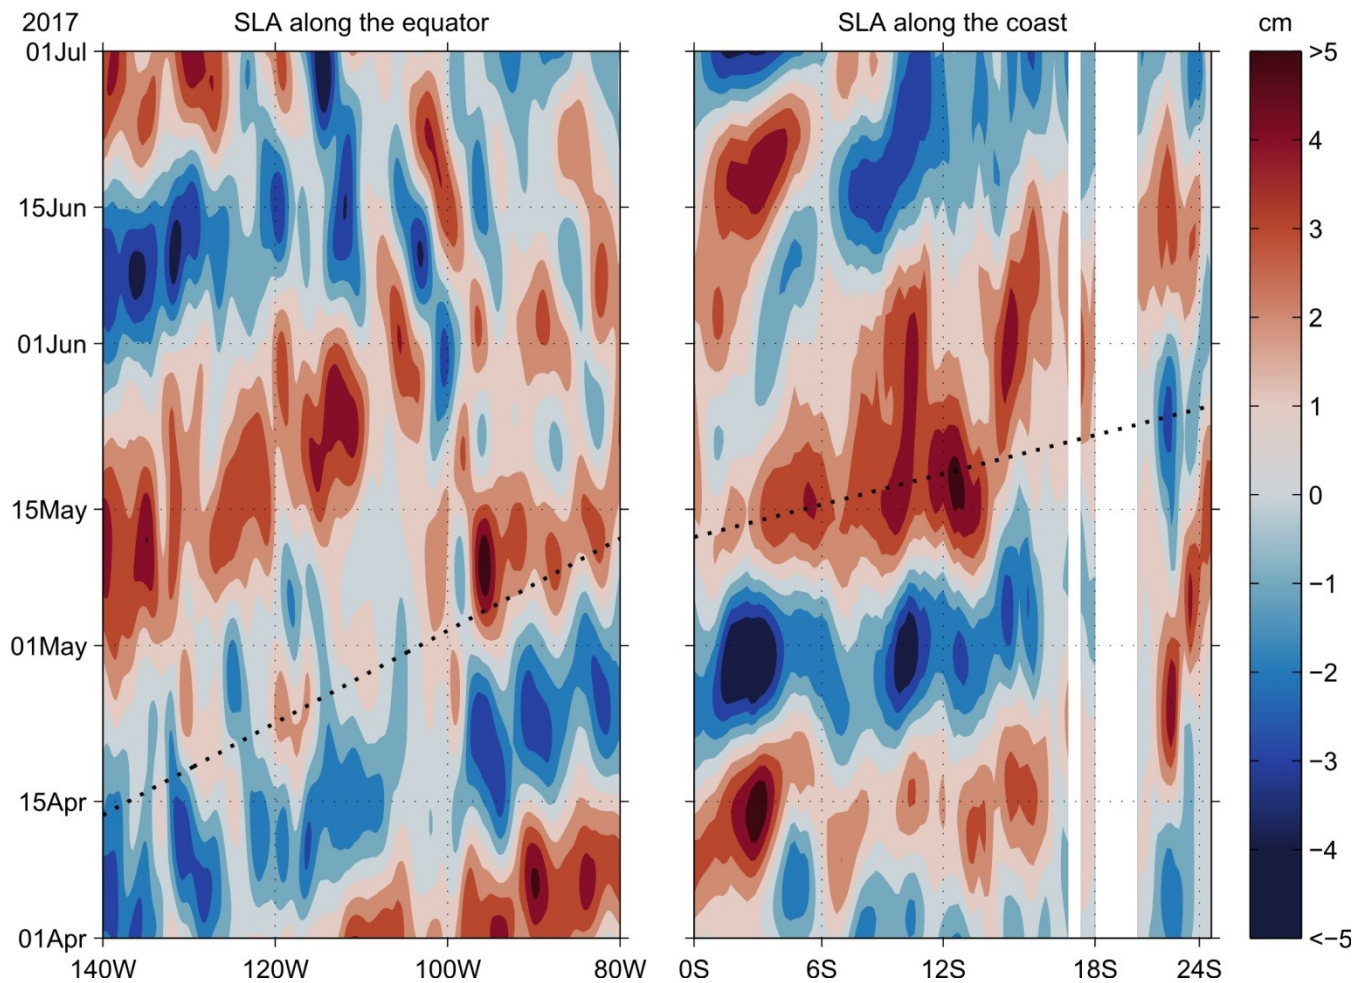 2017
SLA along the equator
SLA along the coast
cm
01Jul
15Jun
01Jun
15May
01May
15Apr
01Apr
140W
120W
100W
80W
0S
6S
12S
18S
24S
>5
4
3
2
1
0
−1
−2
−3
−4
<−5